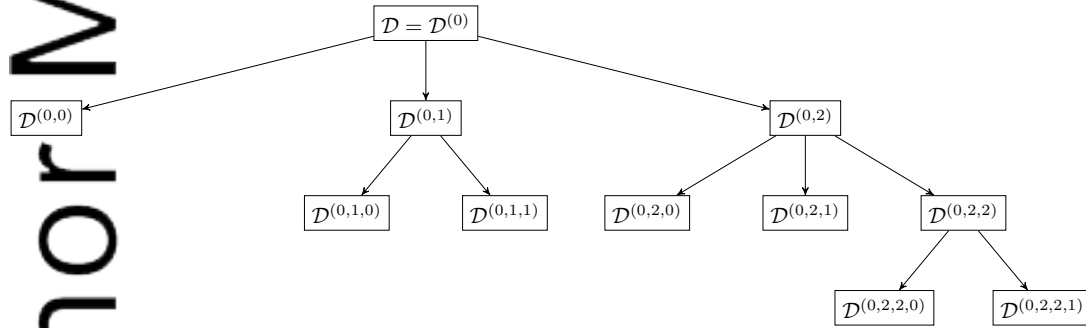 𝒟 = 𝒟^(0)
𝒟^(0,0) 𝒟^(0,1) 𝒟^(0,2)
𝒟^(0,1,0) 𝒟^(0,1,1) 𝒟^(0,2,0) 𝒟^(0,2,1) 𝒟^(0,2,2)
𝒟^(0,2,2,0) 𝒟^(0,2,2,1)